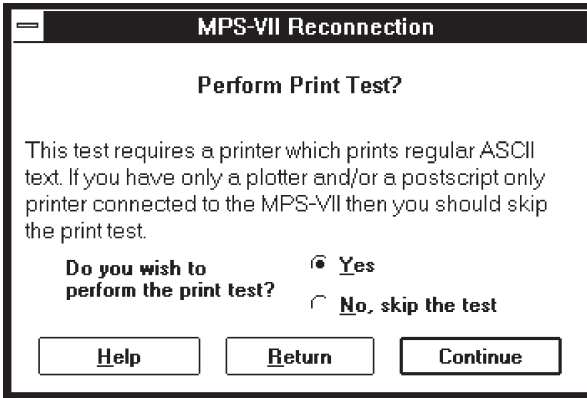 MPS-VII Reconnection
Perform Print Test?
This test requires a printer which prints regular ASCII
text. If you have only a plotter and/or a postscript only
printer connected to the MPS-VII then you should skip
the print test.
Do you wish to
perform the print test?
Yes
No, skip the test
Help
Return
Continue